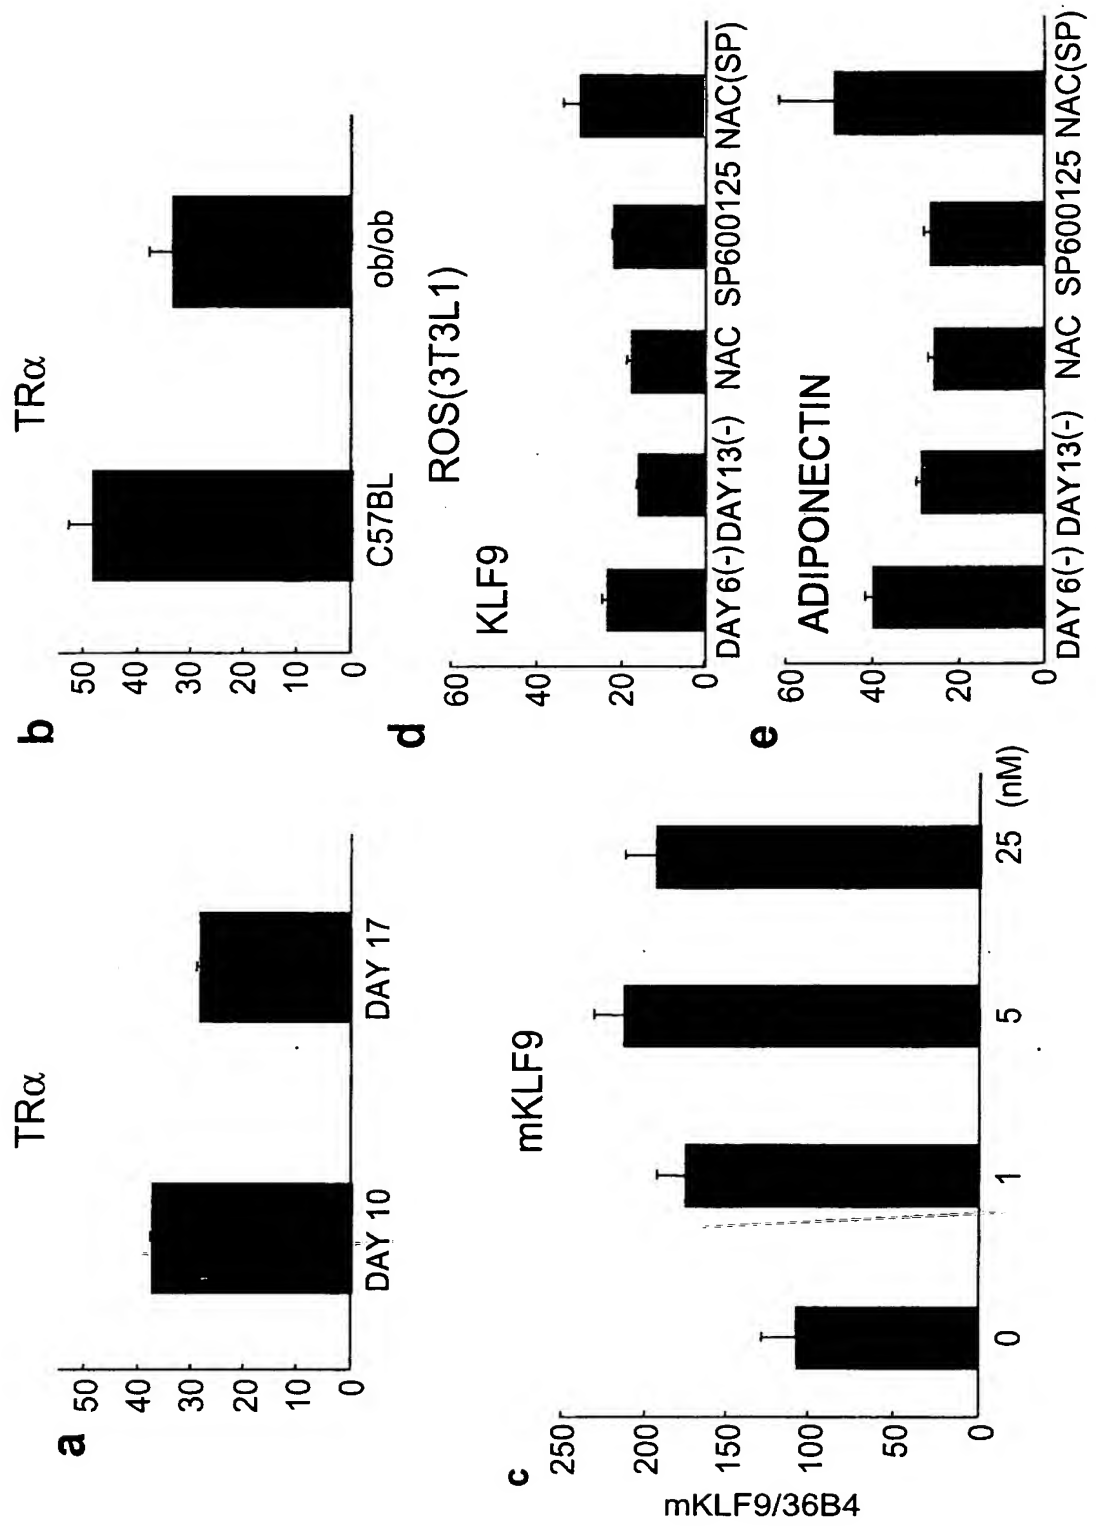 a
TRα
50
40
30
20
10
0
DAY 10
DAY 17
b
TRα
50
40
30
20
10
0
C57BL
ob/ob
c
mKLF9
mKLF9/36B4
250
200
150
100
50
0
0 1 5 25 (nM)
d
ROS(3T3L1)
KLF9
60
40
20
0
DAY 6(-) DAY13(-) NAC SP600125 NAC(SP)
e
ADIPONECTIN
60
40
20
0
DAY 6(-) DAY13(-) NAC SP600125 NAC(SP)